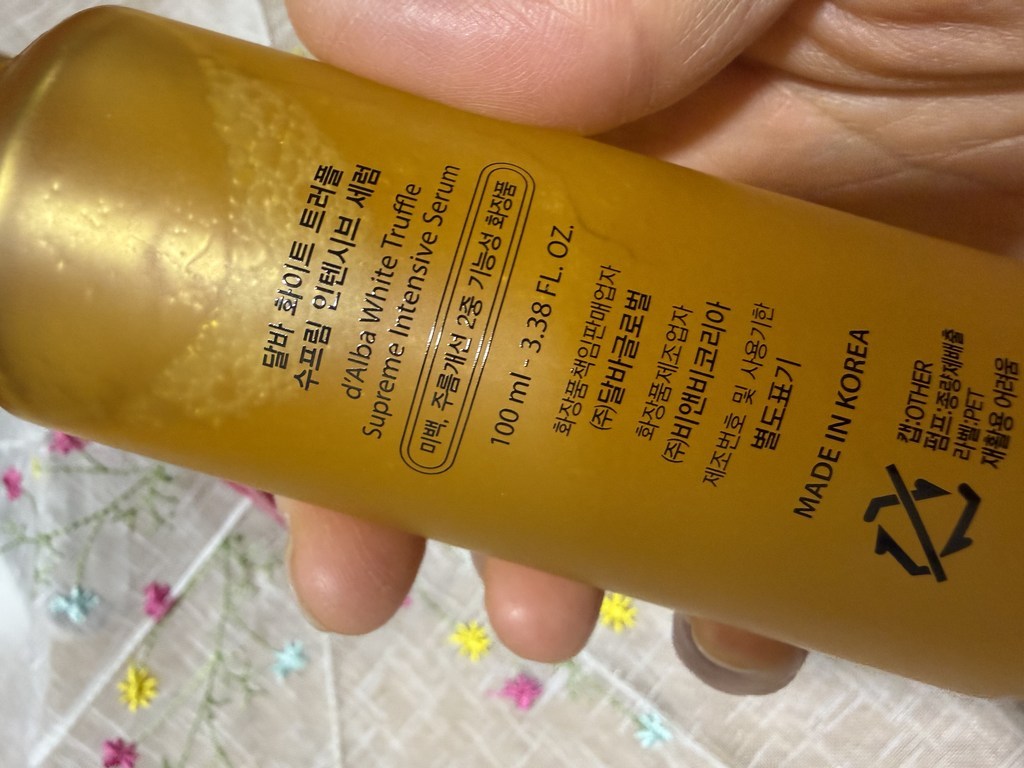 달바 화이트 트러플
수프림 인텐시브 세럼
d'Alba White Truffle
Supreme Intensive Serum
미백, 주름개선 2중 기능성 화장품
100 ml - 3.38 FL. OZ.
화장품책임판매업자
(주)달바글로벌
화장품제조업자
(주)비앤비코리아
제조번호 및 사용기한
별도표기
MADE IN KOREA
캡:OTHER
펌프:종량제배출
라벨:PET
재활용 어려움